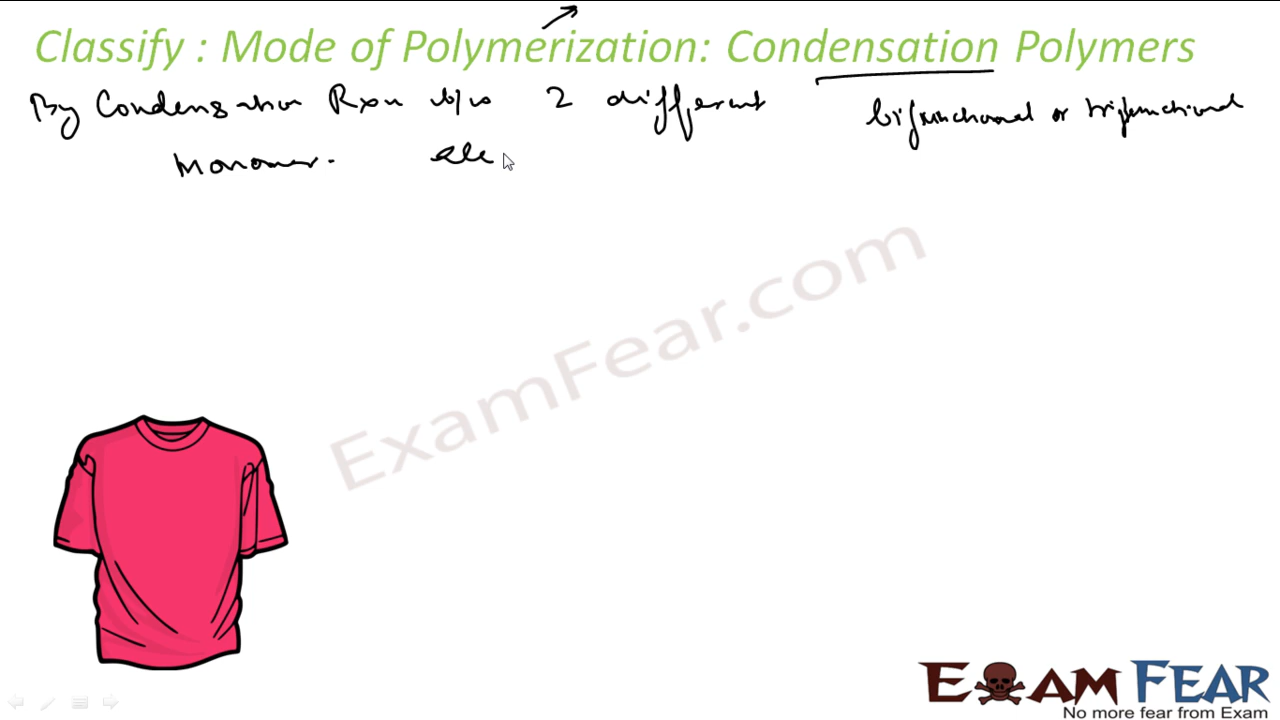 Classify : Mode of Polymerization: Condensation Polymers
By Condensation Rxn b/w 2 different bifunctional or trifunctional
Monomer. ele
ExamFear.com
EXAM FEAR
No more fear from Exam